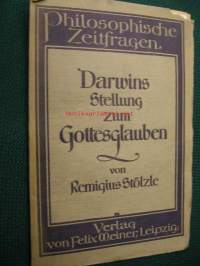 Philosophische
Zeitfragen.
Darwins
Stellung
zum
Gottesglauben
von
Remigius Stölzle
Verlag
von Felix Meiner, Leipzig.